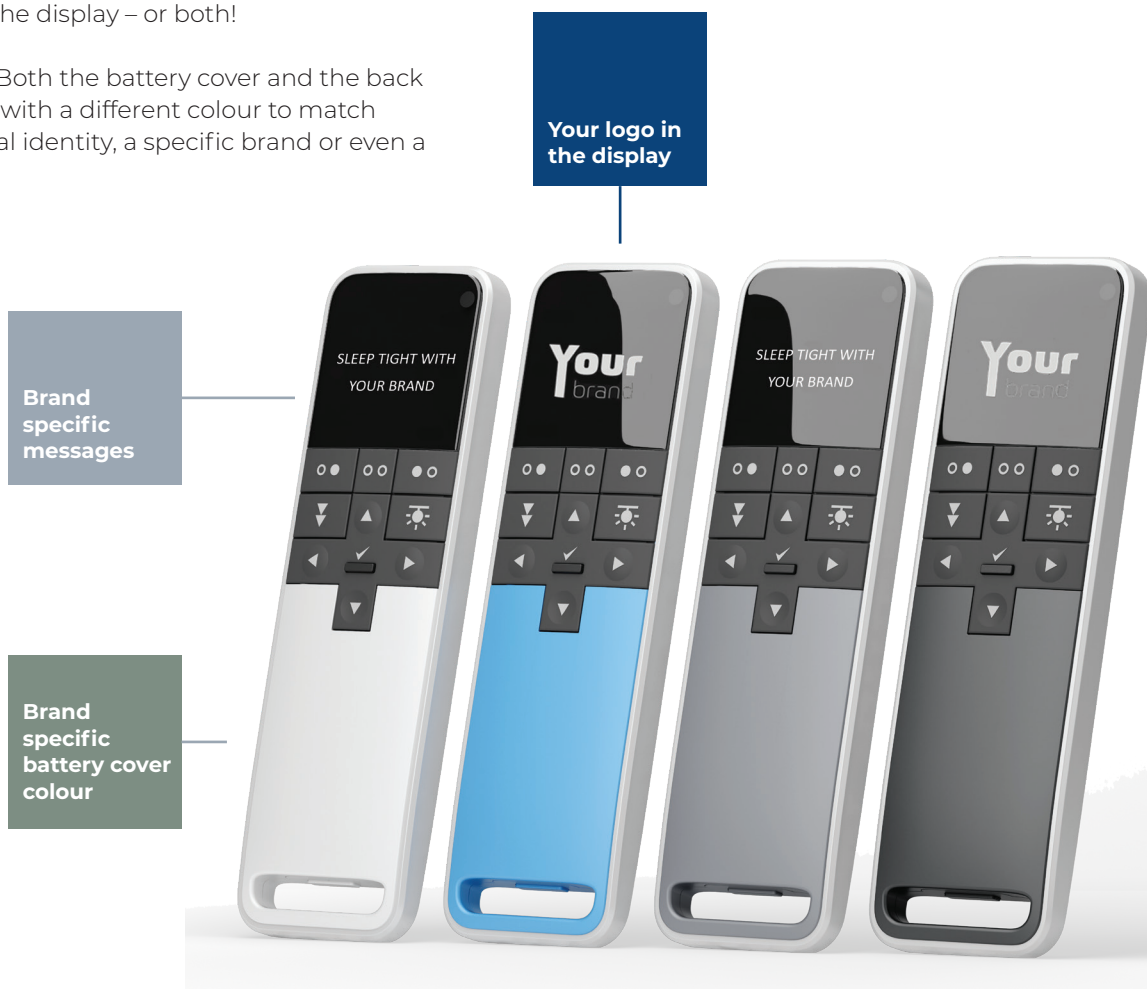 he display – or both!
Both the battery cover and the back
with a different colour to match
al identity, a specific brand or even a
Your logo in
the display
Brand
specific
messages
SLEEP TIGHT WITH
YOUR BRAND
Your
brand
SLEEP TIGHT WITH
YOUR BRAND
Your
brand
Brand
specific
battery cover
colour